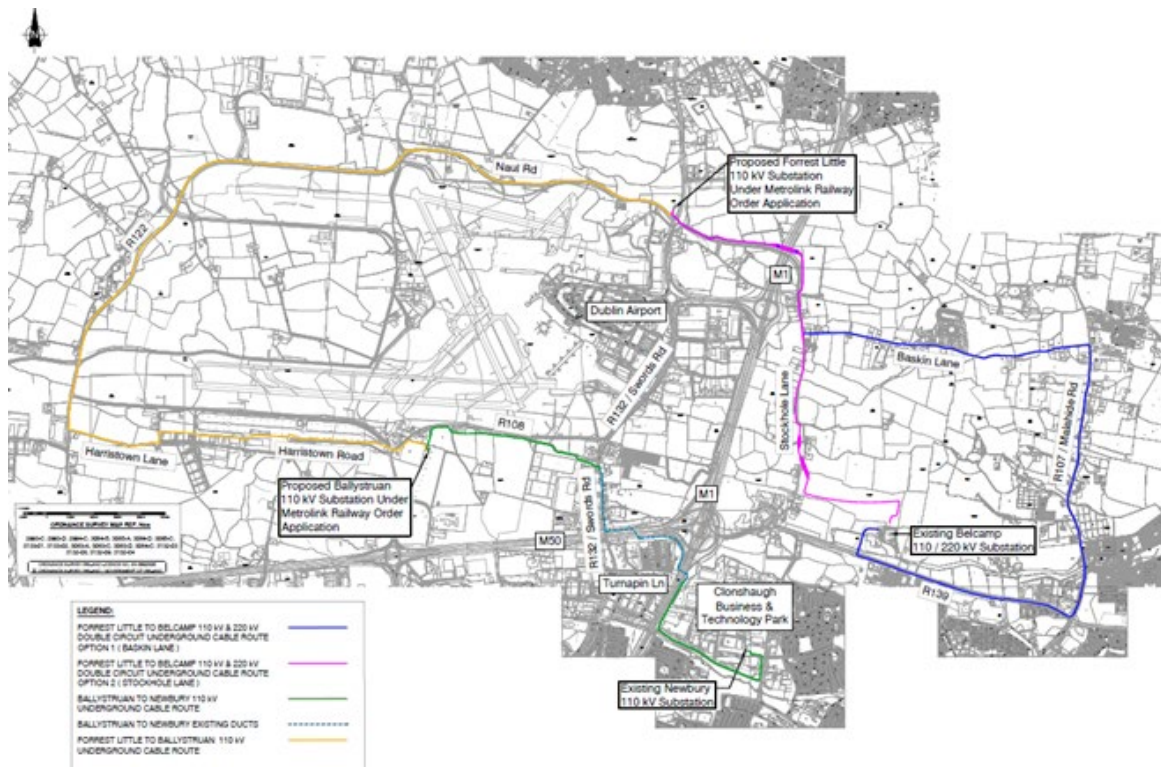 Naul Rd
Proposed Forrest Little
110 kV Substation
Under Metrolink Railway
Order Application
R122
M1
Dublin Airport
R132 / Swords Rd
Baskin Lane
Stockhole Lane
R107 / Malahide Rd
R108
Harristown Lane
Harristown Road
Proposed Ballystruan
110 kV Substation Under
Metrolink Railway Order
Application
R132 / Swords Rd
M1
M50
Existing Belcamp
110 / 220 kV Substation
R139
Turnapin Ln
Clonshaugh
Business &
Technology Park
Existing Newbury
110 kV Substation
ORDNANCE SURVEY MAP REF. Nos
LEGEND:
FORREST LITTLE TO BELCAMP 110 kV & 220 kV
DOUBLE CIRCUIT UNDERGROUND CABLE ROUTE
OPTION 1 ( BASKIN LANE )
FORREST LITTLE TO BELCAMP 110 kV & 220 kV
DOUBLE CIRCUIT UNDERGROUND CABLE ROUTE
OPTION 2 ( STOCKHOLE LANE )
BALLYSTRUAN TO NEWBURY 110 kV
UNDERGROUND CABLE ROUTE
BALLYSTRUAN TO NEWBURY EXISTING DUCTS
FORREST LITTLE TO BALLYSTRUAN 110 kV
UNDERGROUND CABLE ROUTE